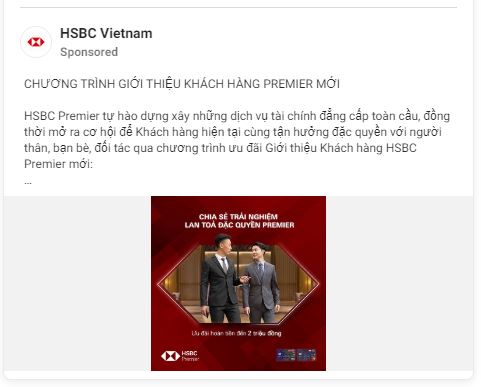 HSBC Vietnam
Sponsored
CHƯƠNG TRÌNH GIỚI THIỆU KHÁCH HÀNG PREMIER MỚI
HSBC Premier tự hào dựng xây những dịch vụ tài chính đẳng cấp toàn cầu, đồng
thời mở ra cơ hội để Khách hàng hiện tại cùng tận hưởng đặc quyền với người
thân, bạn bè, đối tác qua chương trình ưu đãi Giới thiệu Khách hàng HSBC
Premier mới:
...
CHIA SẺ TRẢI NGHIỆM
LAN TOẢ ĐẶC QUYỀN PREMIER
Ưu đãi hoàn tiền đến 2 triệu đồng
HSBC
Premier